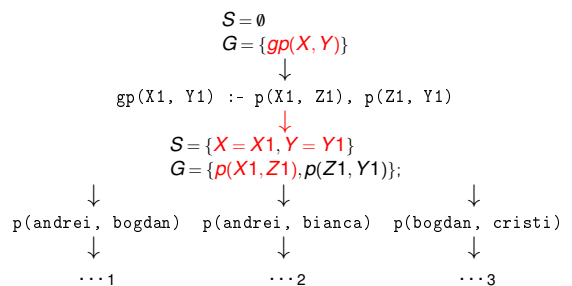 S = ∅
G = {gp(X, Y)}
↓
gp(X1, Y1) :- p(X1, Z1), p(Z1, Y1)
↓
S = {X = X1, Y = Y1}
G = {p(X1, Z1), p(Z1, Y1)};
↓ ↓ ↓
p(andrei, bogdan) p(andrei, bianca) p(bogdan, cristi)
↓ ↓ ↓
···1 ···2 ···3